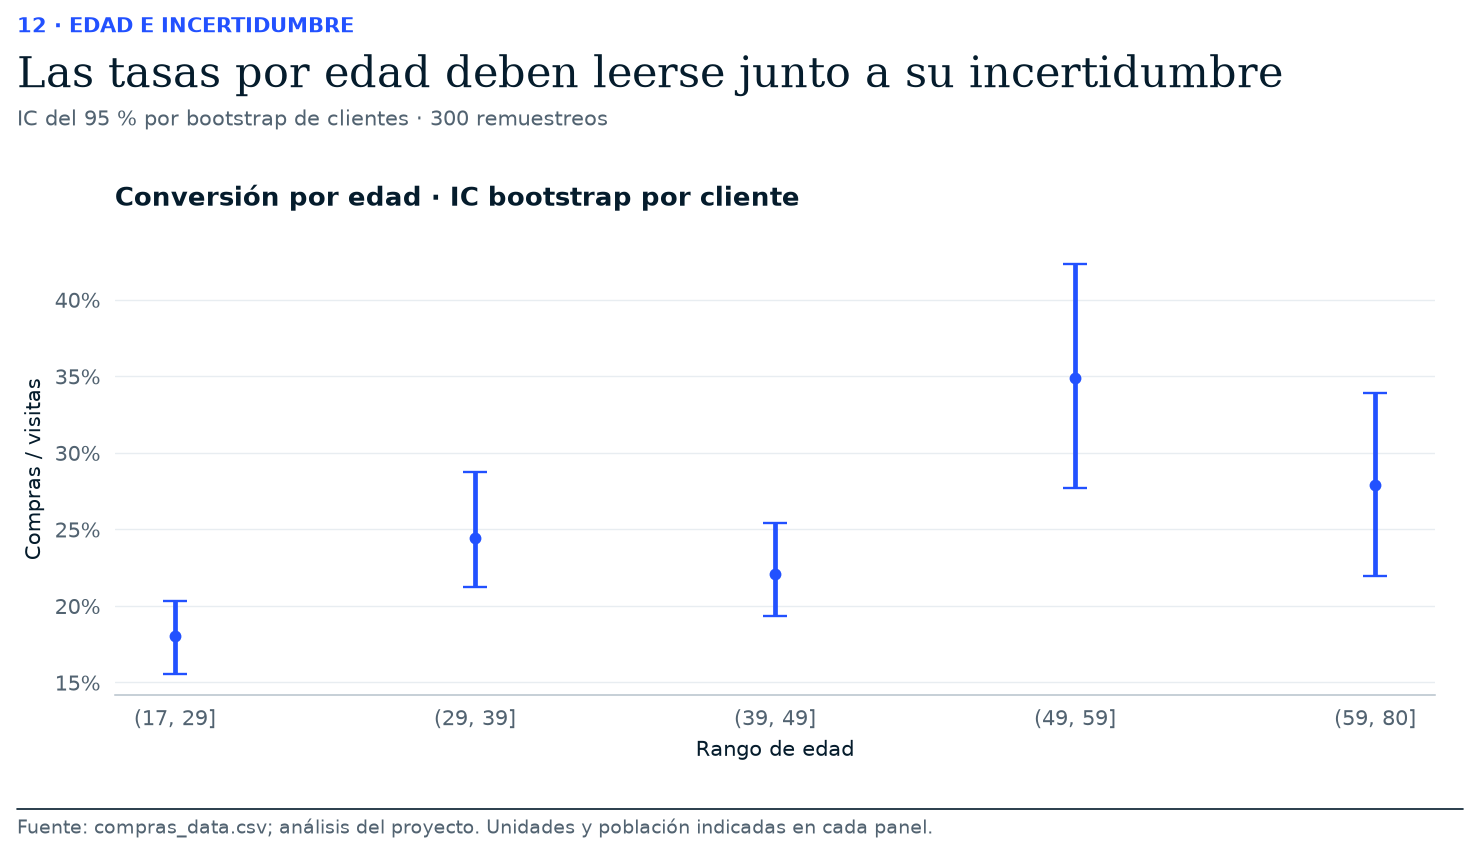 12 · EDAD E INCERTIDUMBRE
Las tasas por edad deben leerse junto a su incertidumbre
IC del 95 % por bootstrap de clientes · 300 remuestreos
Conversión por edad · IC bootstrap por cliente
Compras / visitas
40%
35%
30%
25%
20%
15%
(17, 29]
(29, 39]
(39, 49]
(49, 59]
(59, 80]
Rango de edad
Fuente: compras_data.csv; análisis del proyecto. Unidades y población indicadas en cada panel.